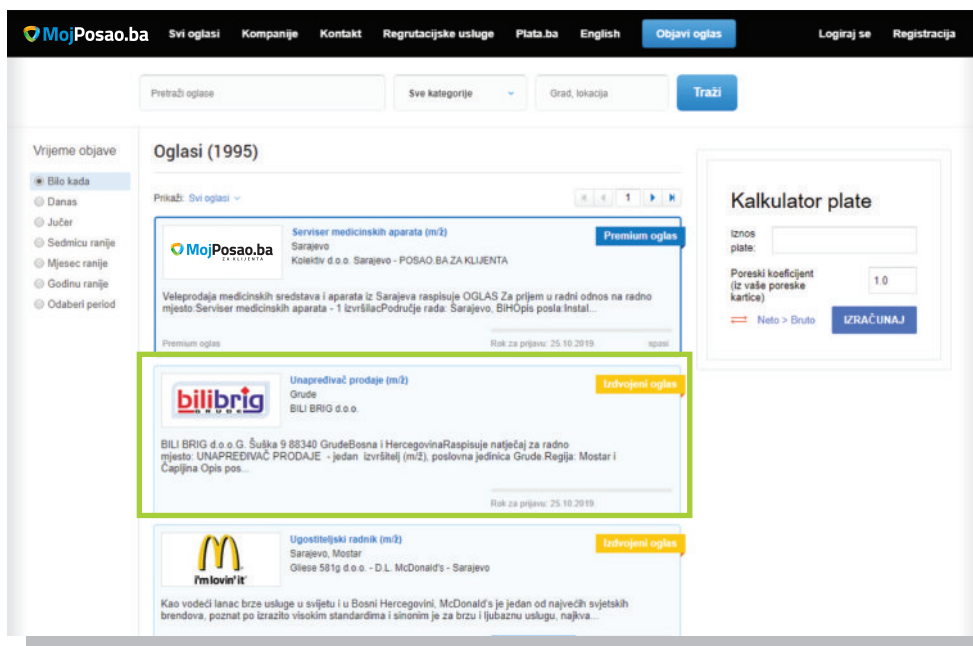 MojPosao.ba Svi oglasi Kompanije Kontakt Regrutacijske usluge Plata.ba English Objavi oglas Logiraj se Registracija
Pretraži oglase Sve kategorije Grad, lokacija Traži
Vrijeme objave
Bilo kada
Danas
Jučer
Sedmicu ranije
Mjesec ranije
Godinu ranije
Odaberi period
Oglasi (1995)
Prikaži: Svi oglasi
1
MojPosao.ba
ZA KLIJENTA
Serviser medicinskih aparata (m/ž)
Premium oglas
Sarajevo
Kolektiv d.o.o. Sarajevo - POSAO.BA ZA KLIJENTA
Veleprodaja medicinskih sredstava i aparata iz Sarajeva raspisuje OGLAS Za prijem u radni odnos na radno
mjesto:Serviser medicinskih aparata - 1 izvršilacPodručje rada: Sarajevo, BiHOpis posla:Instal...
Premium oglas Rok za prijavu: 25.10.2019. spasi
bilibrig
GRUDE
Unapređivač prodaje (m/ž)
Izdvojeni oglas
Grude
BILI BRIG d.o.o.
BILI BRIG d.o.o.G. Šuška 9 88340 GrudeBosna i HercegovinaRaspisuje natječaj za radno
mjesto: UNAPREĐIVAČ PRODAJE - jedan izvršitelj (m/ž), poslovna jedinica Grude.Regija: Mostar i
Čapljina Opis pos...
Rok za prijavu: 25.10.2019.
i'm lovin' it
Ugostiteljski radnik (m/ž)
Izdvojeni oglas
Sarajevo, Mostar
Gliese 581g d.o.o. - D.L. McDonald's - Sarajevo
Kao vodeći lanac brze usluge u svijetu i u Bosni Hercegovini, McDonald's je jedan od najvećih svjetskih
brendova, poznat po izrazito visokim standardima i sinonim je za brzu i ljubaznu uslugu, najkva...
Kalkulator plate
Iznos
plate:
Poreski koeficijent
(iz vaše poreske
kartice)
1.0
Neto > Bruto IZRAČUNAJ